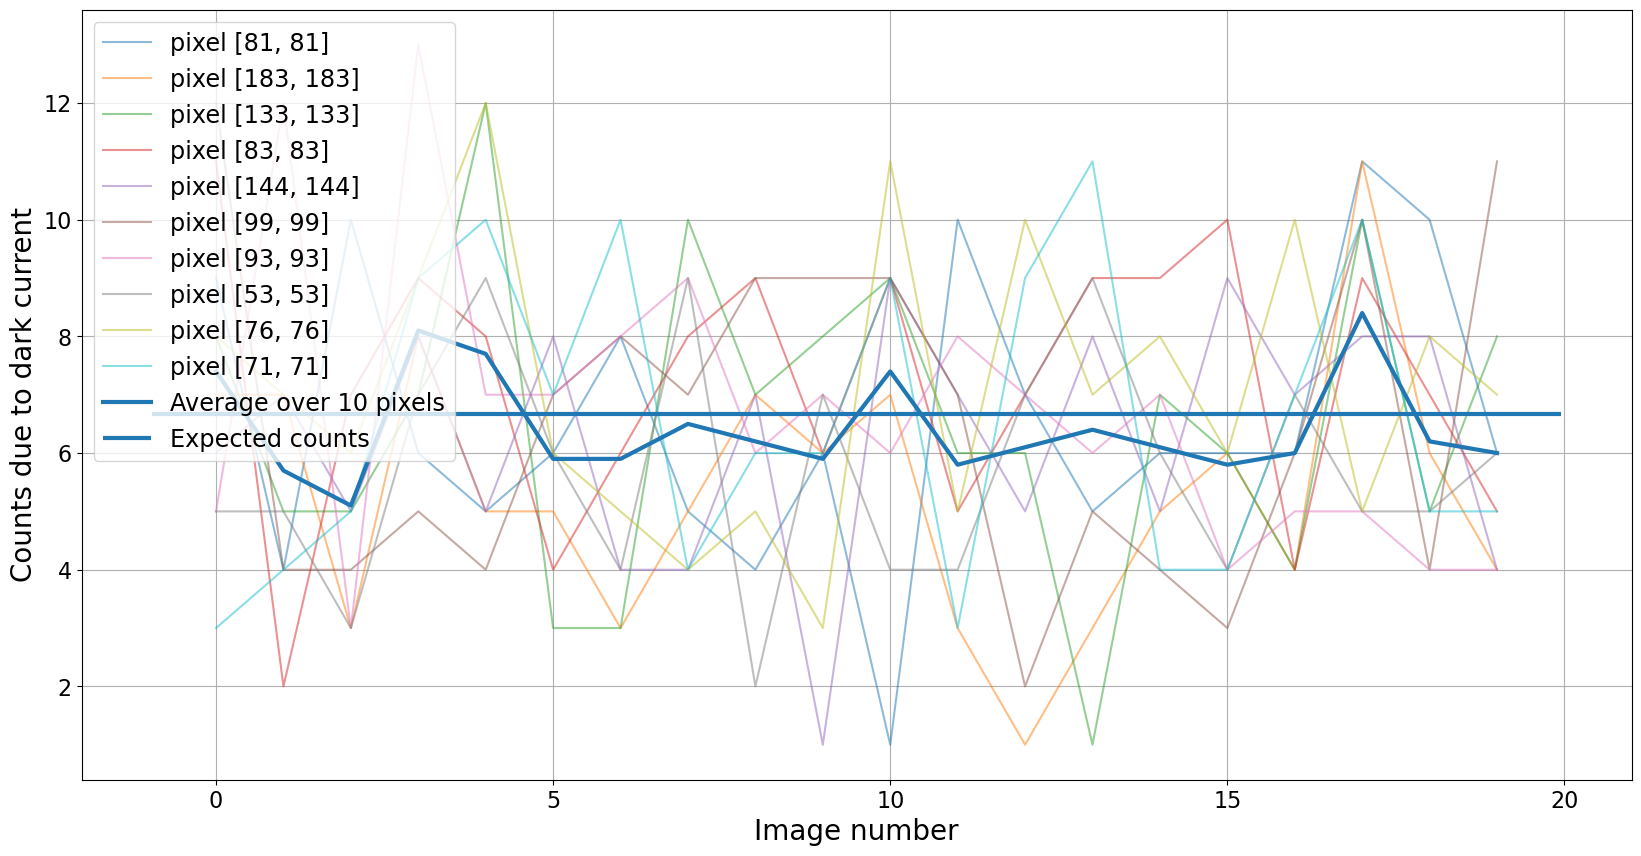 pixel [81, 81]
pixel [183, 183]
pixel [133, 133]
pixel [83, 83]
pixel [144, 144]
pixel [99, 99]
pixel [93, 93]
pixel [53, 53]
pixel [76, 76]
pixel [71, 71]
Average over 10 pixels
Expected counts
Counts due to dark current
12
10
8
6
4
2
0 5 10 15 20
Image number